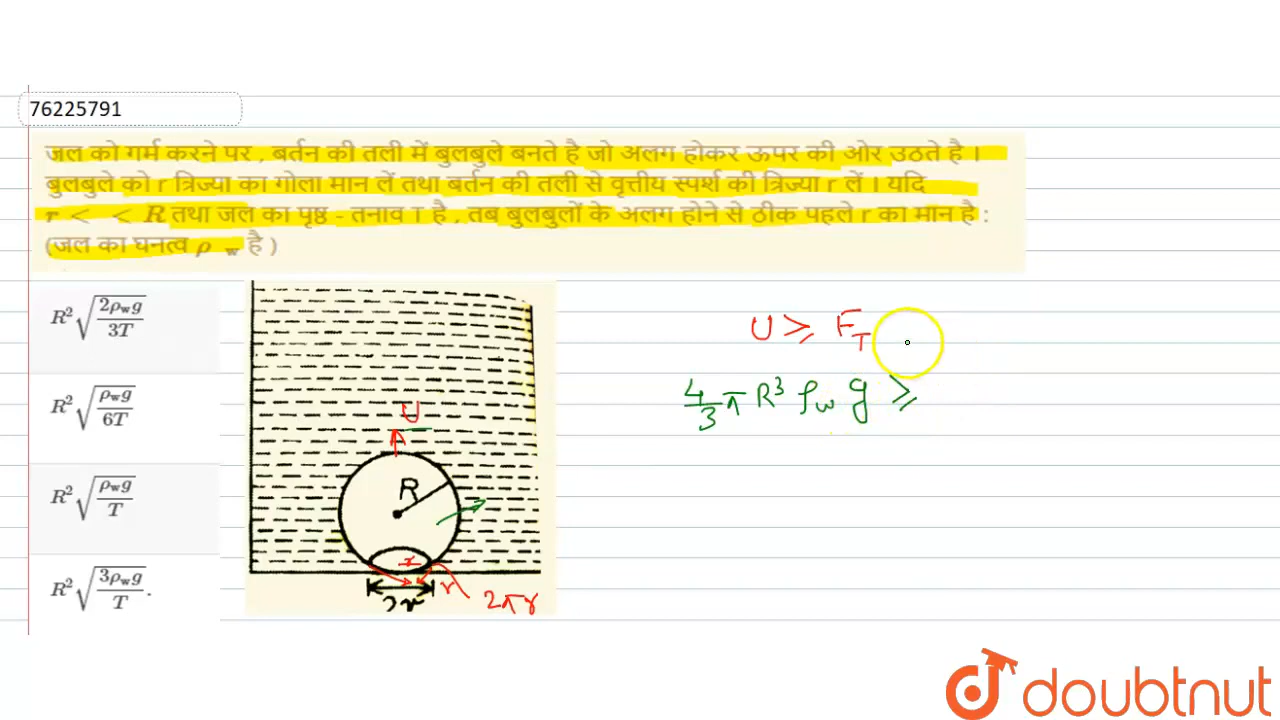 76225791
जल को गर्म करने पर , बर्तन की तली में बुलबुले बनते है जो अलग होकर ऊपर की ओर उठते है ।
बुलबुले को r त्रिज्या का गोला मान लें तथा बर्तन की तली से वृत्तीय स्पर्श की त्रिज्या r लें । यदि
r < < R तथा जल का पृष्ठ - तनाव T है , तब बुलबुलों के अलग होने से ठीक पहले r का मान है :
(जल का घनत्व ρ w है )
R²√(2ρwg/3T)
R²√(ρwg/6T)
R²√(ρwg/T)
R²√(3ρwg/T).
U
R
r
2r
2πr
U ⩾ F_T
4/3 π R³ ρw g ⩾
doubtnut